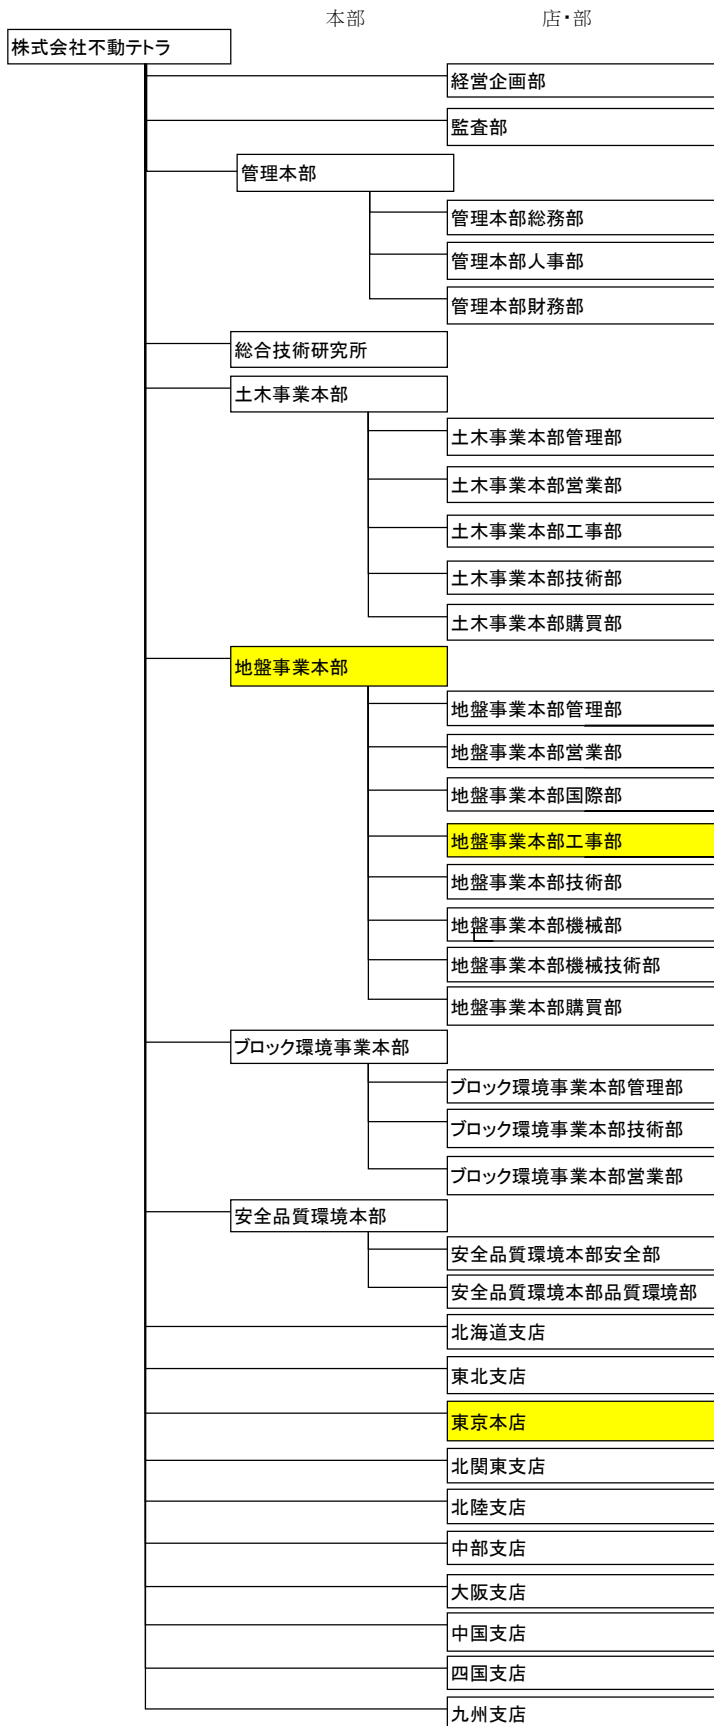 本部 店・部
株式会社不動テトラ
経営企画部
監査部
管理本部
管理本部総務部
管理本部人事部
管理本部財務部
総合技術研究所
土木事業本部
土木事業本部管理部
土木事業本部営業部
土木事業本部工事部
土木事業本部技術部
土木事業本部購買部
地盤事業本部
地盤事業本部管理部
地盤事業本部営業部
地盤事業本部国際部
地盤事業本部工事部
地盤事業本部技術部
地盤事業本部機械部
地盤事業本部機械技術部
地盤事業本部購買部
ブロック環境事業本部
ブロック環境事業本部管理部
ブロック環境事業本部技術部
ブロック環境事業本部営業部
安全品質環境本部
安全品質環境本部安全部
安全品質環境本部品質環境部
北海道支店
東北支店
東京本店
北関東支店
北陸支店
中部支店
大阪支店
中国支店
四国支店
九州支店